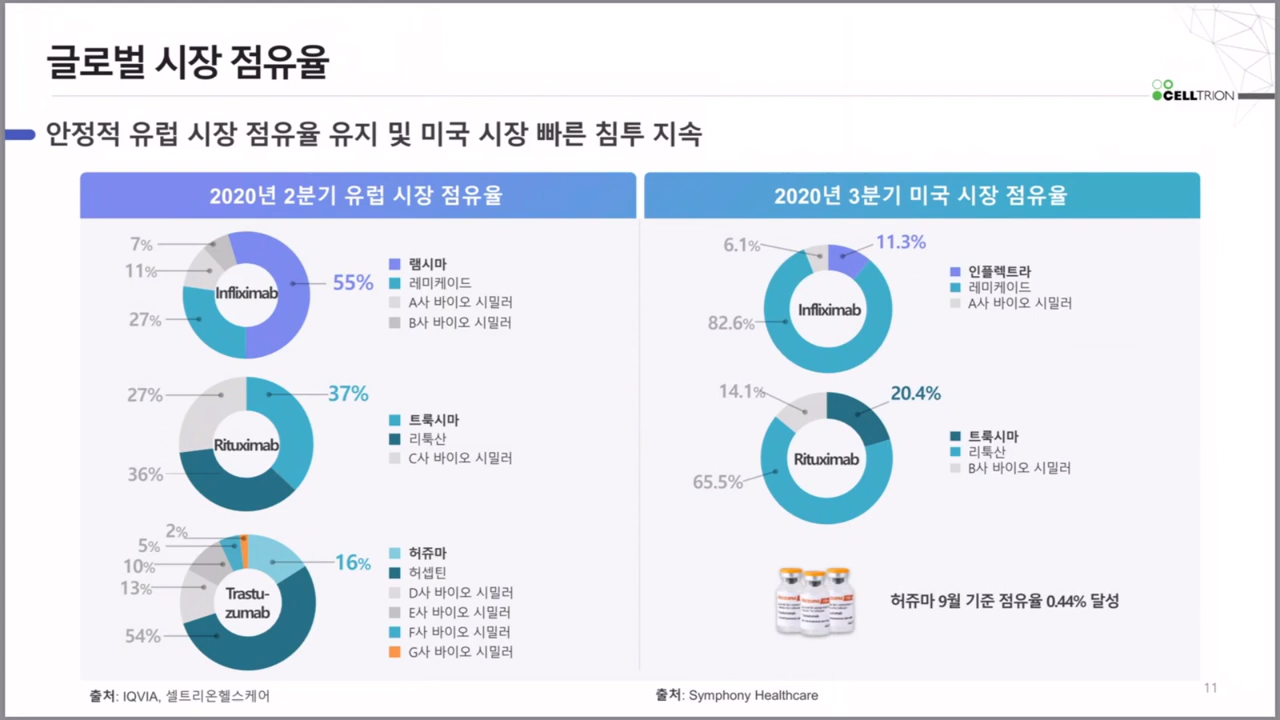 글로벌 시장 점유율
CELLTRION
안정적 유럽 시장 점유율 유지 및 미국 시장 빠른 침투 지속
2020년 2분기 유럽 시장 점유율
7%
11%
27%
55%
Infliximab
램시마
레미케이드
A사 바이오 시밀러
B사 바이오 시밀러
27%
36%
37%
Rituximab
트룩시마
리툭산
C사 바이오 시밀러
2%
5%
10%
13%
54%
16%
Trastu-
zumab
허쥬마
허셉틴
D사 바이오 시밀러
E사 바이오 시밀러
F사 바이오 시밀러
G사 바이오 시밀러
출처: IQVIA, 셀트리온헬스케어
2020년 3분기 미국 시장 점유율
6.1%
11.3%
82.6%
Infliximab
인플렉트라
레미케이드
A사 바이오 시밀러
14.1%
20.4%
65.5%
Rituximab
트룩시마
리툭산
B사 바이오 시밀러
허쥬마 9월 기준 점유율 0.44% 달성
출처: Symphony Healthcare
11